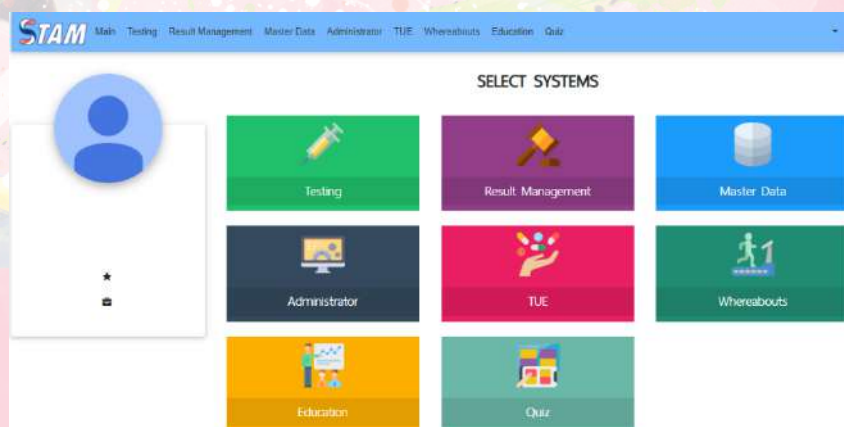 STAM Main Testing Result Management Master Data Administrator TUE Whereabouts Education Quiz
SELECT SYSTEMS
Testing Result Management Master Data
Administrator TUE Whereabouts
Education Quiz